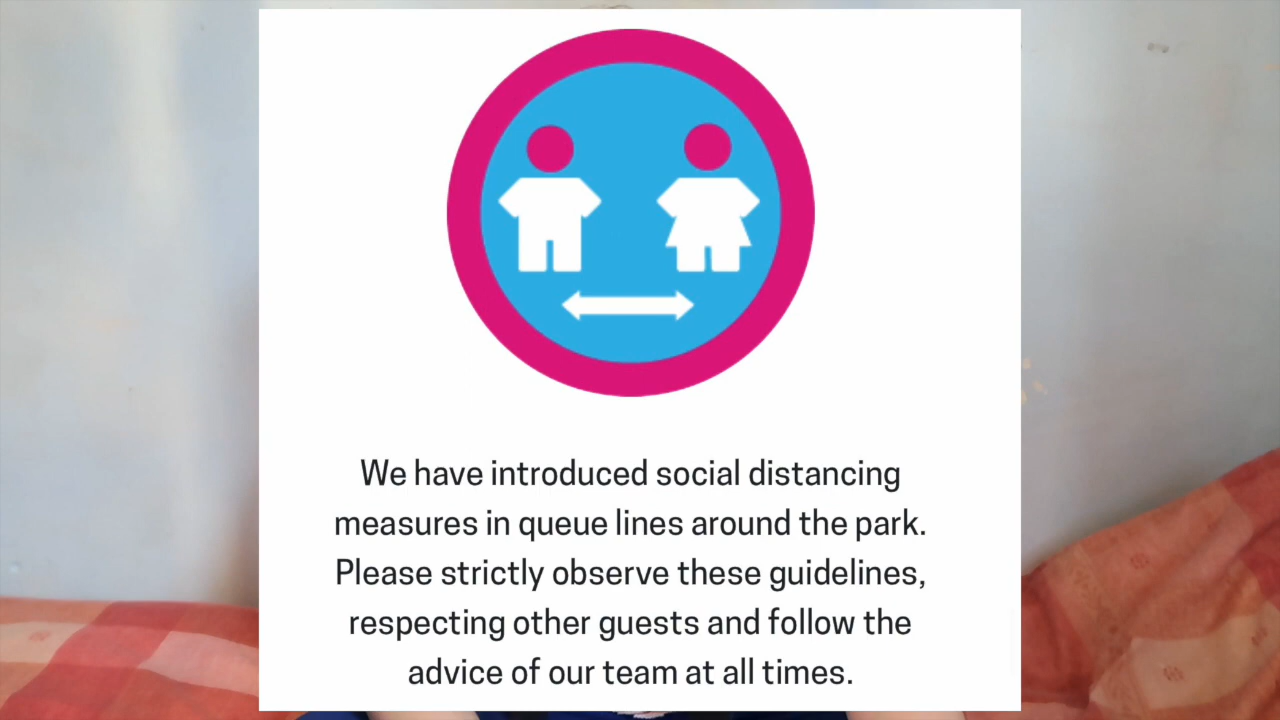 We have introduced social distancing
measures in queue lines around the park.
Please strictly observe these guidelines,
respecting other guests and follow the
advice of our team at all times.